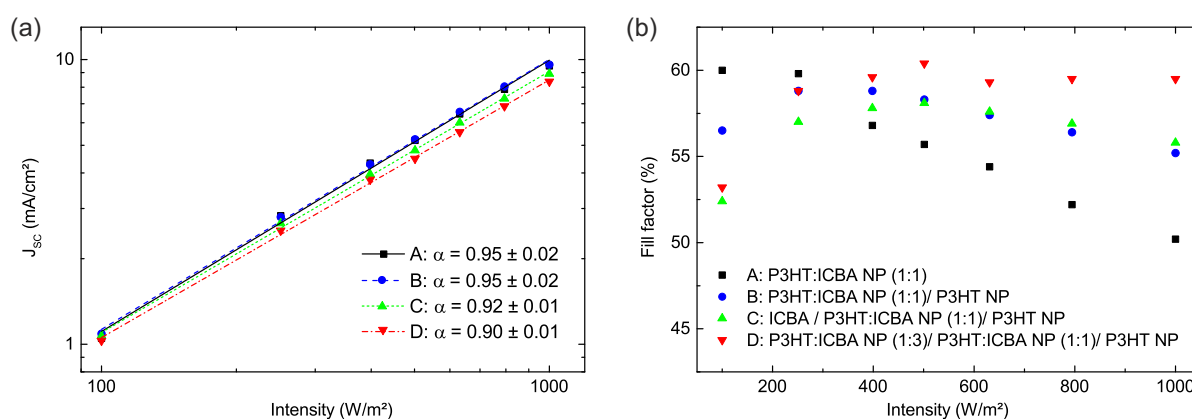 (a)
10
1
J_SC (mA/cm²)
100
1000
Intensity (W/m²)
A: α = 0.95 ± 0.02
B: α = 0.95 ± 0.02
C: α = 0.92 ± 0.01
D: α = 0.90 ± 0.01
(b)
60
55
50
45
Fill factor (%)
200
400
600
800
1000
Intensity (W/m²)
A: P3HT:ICBA NP (1:1)
B: P3HT:ICBA NP (1:1)/ P3HT NP
C: ICBA / P3HT:ICBA NP (1:1)/ P3HT NP
D: P3HT:ICBA NP (1:3)/ P3HT:ICBA NP (1:1)/ P3HT NP